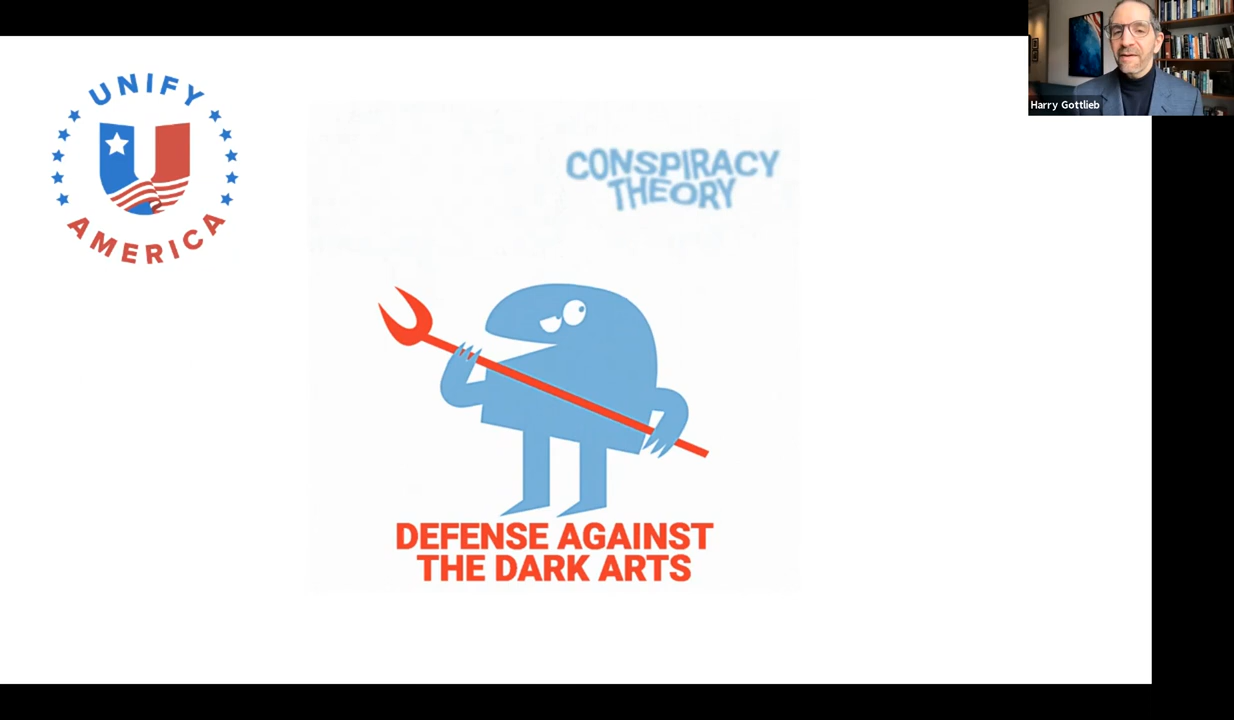 UNIFY
AMERICA
CONSPIRACY
THEORY
DEFENSE AGAINST
THE DARK ARTS
Harry Gottlieb